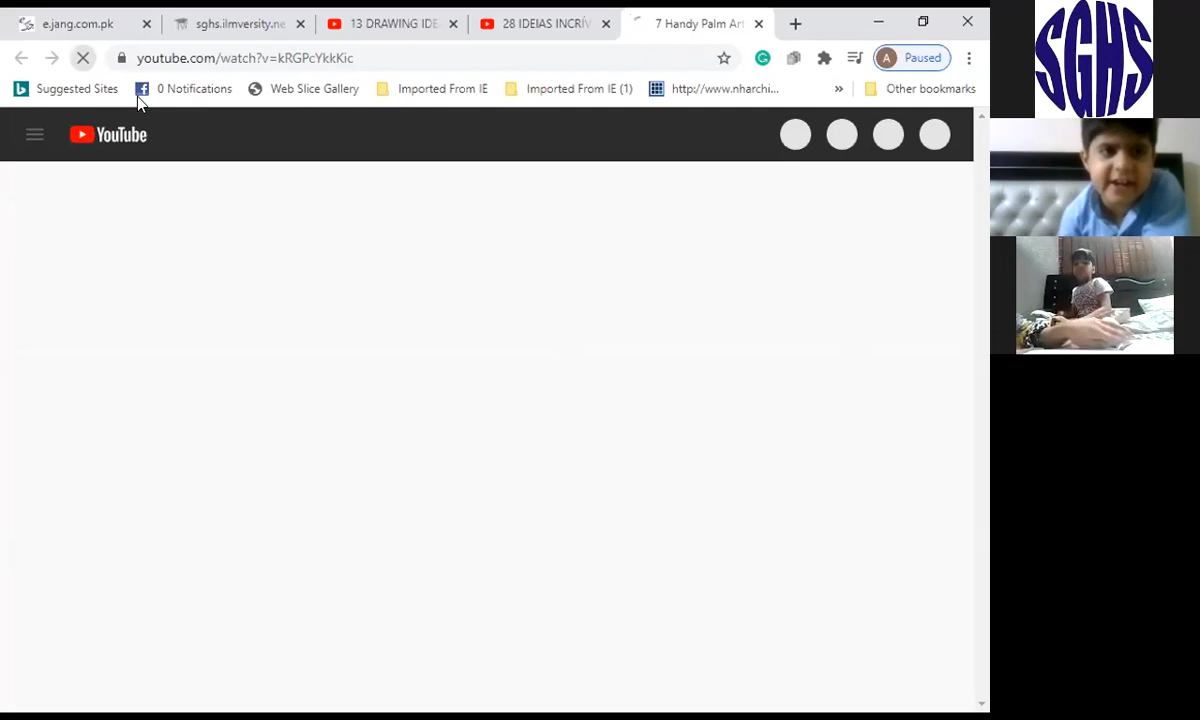 e.jang.com.pk
sghs.ilmversity.ne
13 DRAWING IDE
28 IDEIAS INCRÍV
7 Handy Palm Art
youtube.com/watch?v=kRGPcYkkKic
A Paused
Suggested Sites
0 Notifications
Web Slice Gallery
Imported From IE
Imported From IE (1)
http://www.nharchi...
»
Other bookmarks
YouTube
SGHS